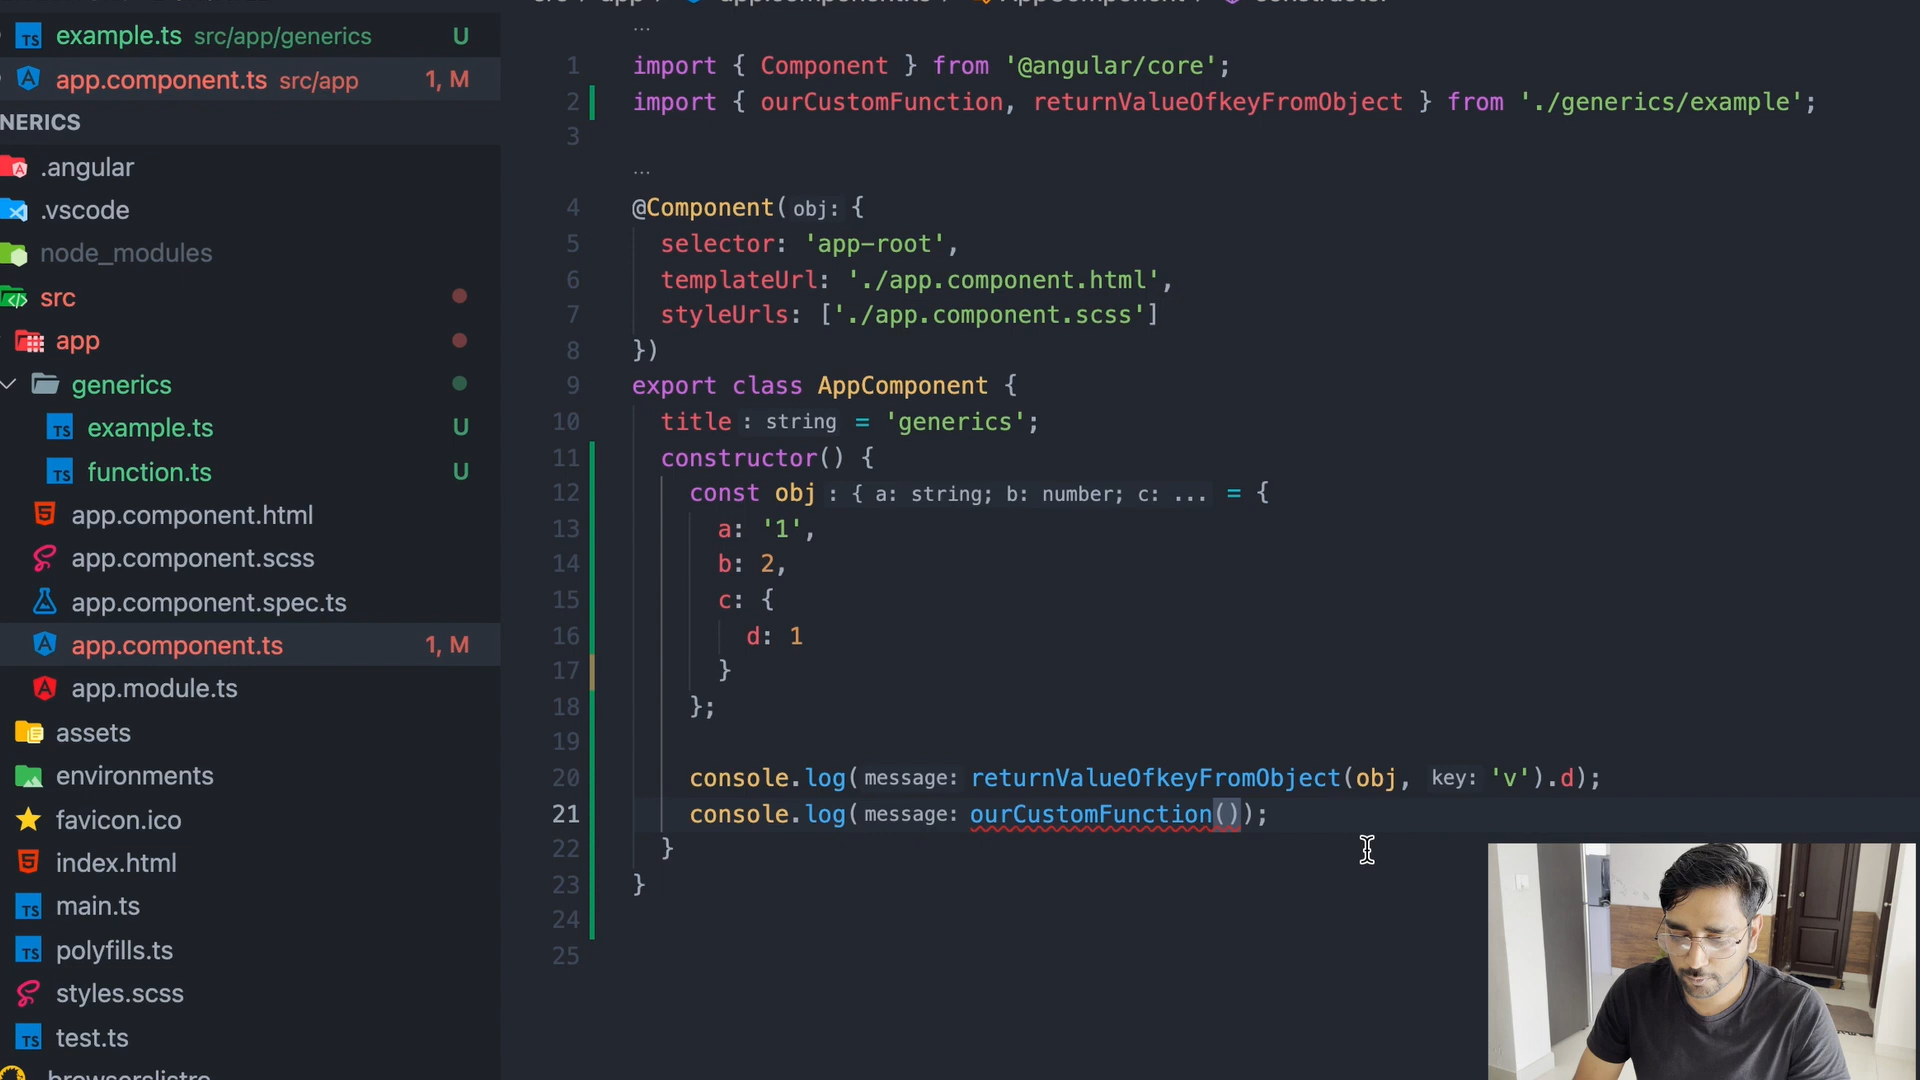 example.ts src/app/generics U
app.component.ts src/app 1, M
NERICS
.angular
.vscode
node_modules
src
app
generics
example.ts U
function.ts U
app.component.html
app.component.scss
app.component.spec.ts
app.component.ts 1, M
app.module.ts
assets
environments
favicon.ico
index.html
main.ts
polyfills.ts
styles.scss
test.ts
...
1 import { Component } from '@angular/core';
2 import { ourCustomFunction, returnValueOfkeyFromObject } from './generics/example';
3
...
4 @Component(obj: {
5 selector: 'app-root',
6 templateUrl: './app.component.html',
7 styleUrls: ['./app.component.scss']
8 })
9 export class AppComponent {
10 title : string = 'generics';
11 constructor() {
12 const obj : { a: string; b: number; c: ... = {
13 a: '1',
14 b: 2,
15 c: {
16 d: 1
17 }
18 };
19
20 console.log(message: returnValueOfkeyFromObject(obj, key: 'v').d);
21 console.log(message: ourCustomFunction());
22 }
23 }
24
25